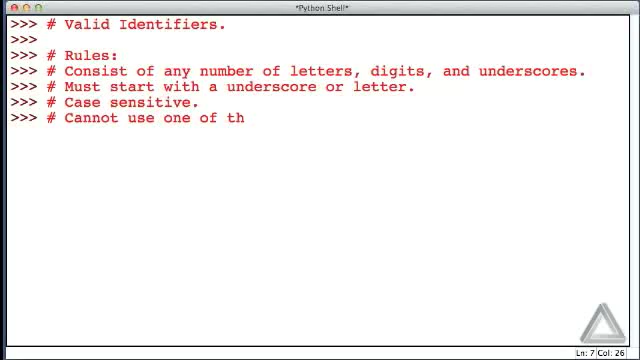 *Python Shell*
>>> # Valid Identifiers.
>>>
>>> # Rules:
>>> # Consist of any number of letters, digits, and underscores.
>>> # Must start with a underscore or letter.
>>> # Case sensitive.
>>> # Cannot use one of th
Ln: 7 Col: 26